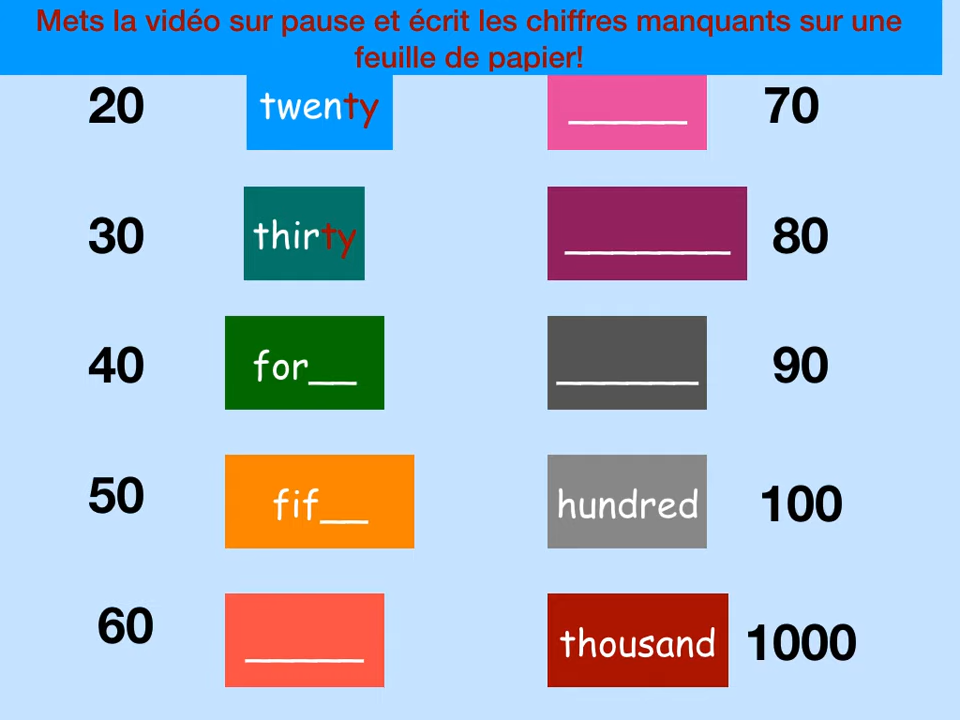 Mets la vidéo sur pause et écrit les chiffres manquants sur une
feuille de papier!
20 twenty _____ 70
30 thirty _______ 80
40 for__ ______ 90
50 fif__ hundred 100
60 _____ thousand 1000